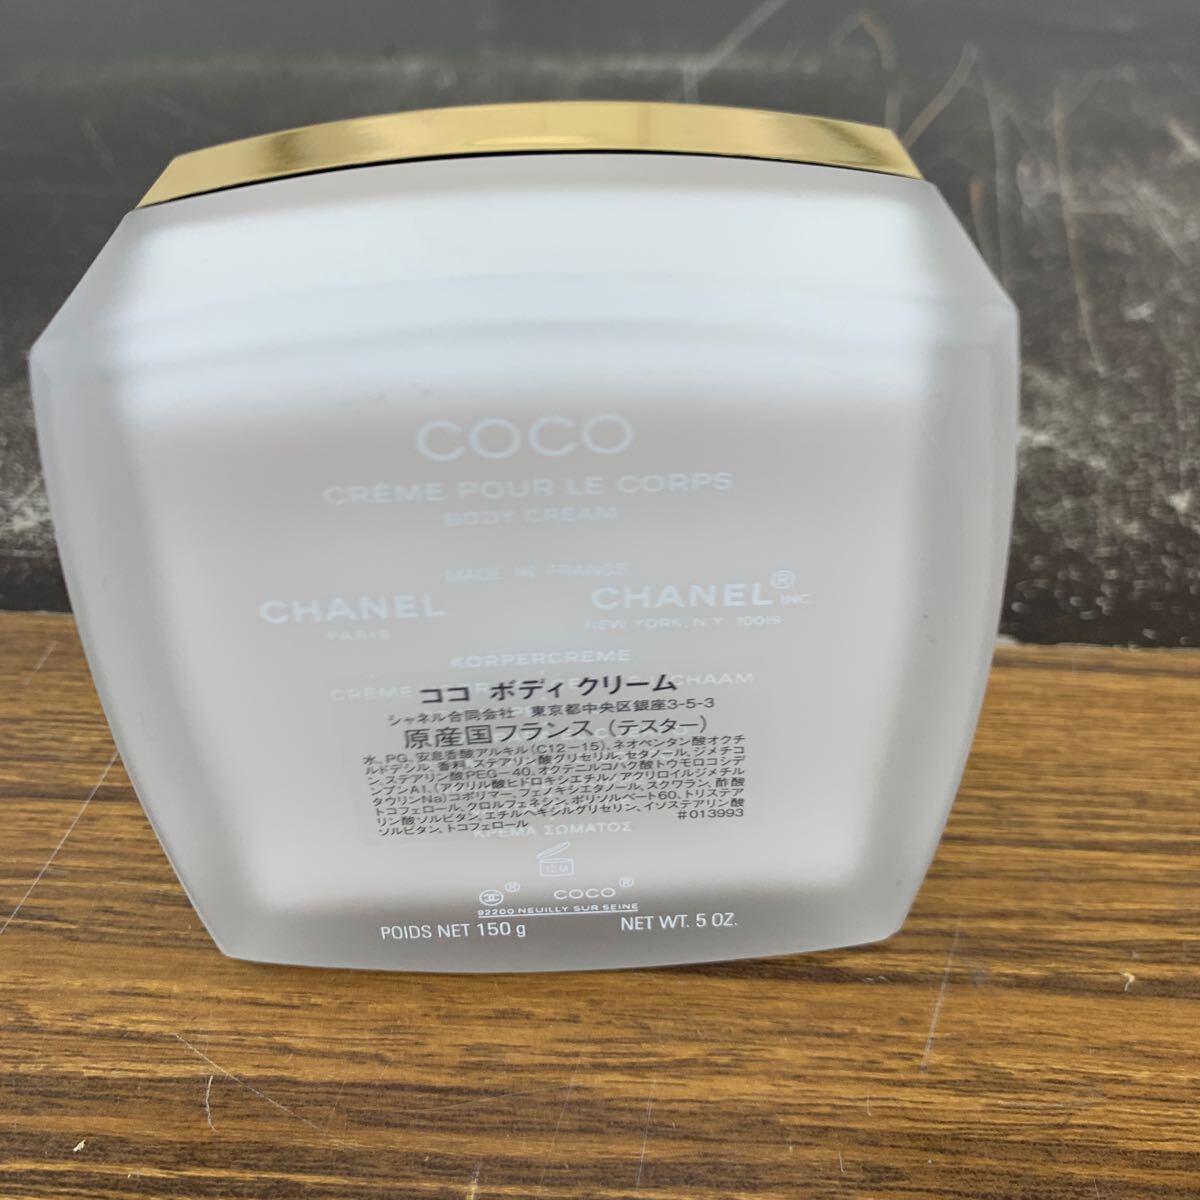 COCO
CRÈME POUR LE CORPS
BODY CREAM
MADE IN FRANCE
CHANEL CHANEL® INC.
PARIS NEW YORK, N.Y. 10019
KÖRPERCREME
ココ ボディ クリーム
シャネル合同会社 東京都中央区銀座3-5-3
原産国フランス (テスター)
水、PG、安息香酸アルキル(C12-15)、ネオペンタン酸オクチ
ルドデシル、香料、ステアリン酸グリセリル、セタノール、ジメチコ
ン、ステアリン酸PEG-40、オクテニルコハク酸トウモロコシデ
ンプンAl、(アクリル酸ヒドロキシエチル/アクリロイルジメチル
タウリンNa)コポリマー、フェノキシエタノール、スクワラン、酢酸
トコフェロール、クロルフェネシン、ポリソルベート60、トリステア
リン酸ソルビタン、エチルヘキシルグリセリン、イソステアリン酸
ソルビタン、トコフェロール #013993
ΚΡΕΜΑ ΣΩΜΑΤΟΣ
12M
® COCO®
92200 NEUILLY SUR SEINE
POIDS NET 150 g NET WT. 5 OZ.